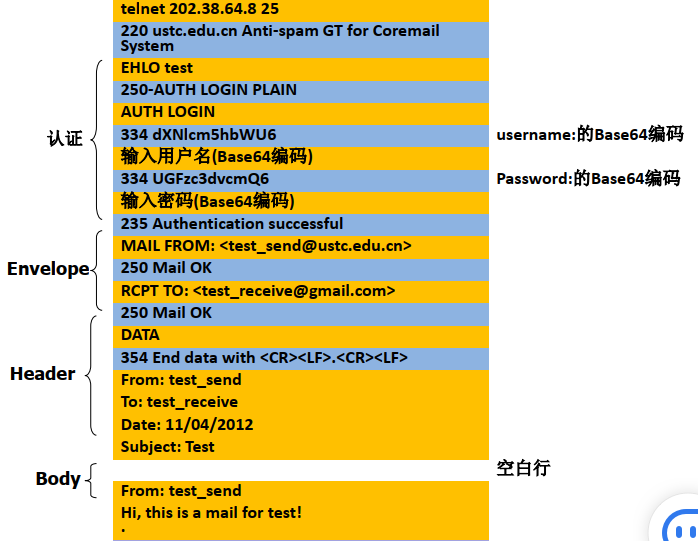 telnet 202.38.64.8 25
220 ustc.edu.cn Anti-spam GT for Coremail
System
EHLO test
250-AUTH LOGIN PLAIN
AUTH LOGIN
认证
334 dXNlcm5hbWU6
username:的Base64编码
输入用户名(Base64编码)
334 UGFzc3dvcmQ6
Password:的Base64编码
输入密码(Base64编码)
235 Authentication successful
MAIL FROM: <test_send@ustc.edu.cn>
Envelope
250 Mail OK
RCPT TO: <test_receive@gmail.com>
250 Mail OK
DATA
354 End data with <CR><LF>.<CR><LF>
Header
From: test_send
To: test_receive
Date: 11/04/2012
Subject: Test
空白行
Body
From: test_send
Hi, this is a mail for test!
.